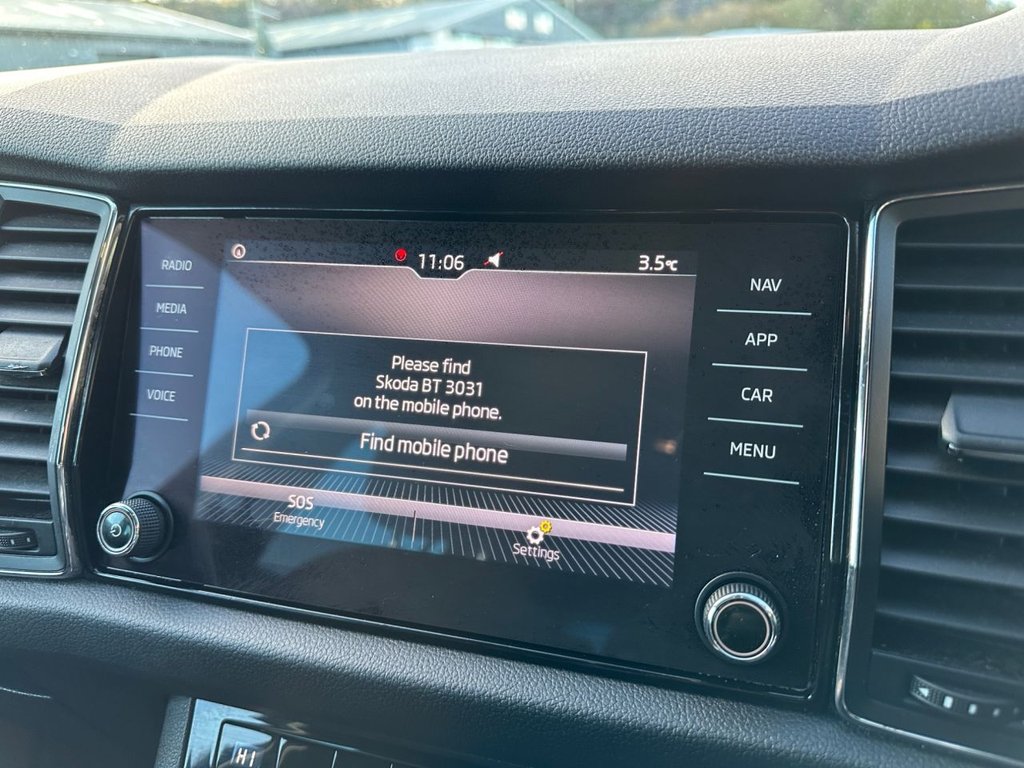 11:06
3.5°C
RADIO
MEDIA
PHONE
VOICE
Please find
Skoda BT 3031
on the mobile phone.
Find mobile phone
SOS
Emergency
Settings
NAV
APP
CAR
MENU
HI